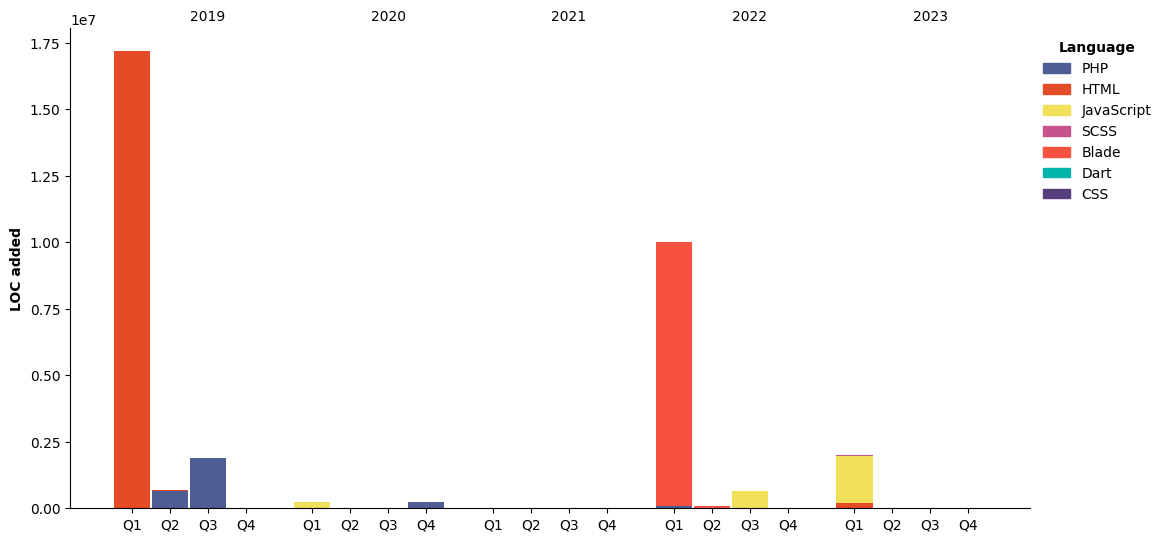 1e7
2019 2020 2021 2022 2023
1.75
1.50
1.25
1.00
0.75
0.50
0.25
0.00
LOC added
Q1 Q2 Q3 Q4 Q1 Q2 Q3 Q4 Q1 Q2 Q3 Q4 Q1 Q2 Q3 Q4 Q1 Q2 Q3 Q4
Language
PHP
HTML
JavaScript
SCSS
Blade
Dart
CSS